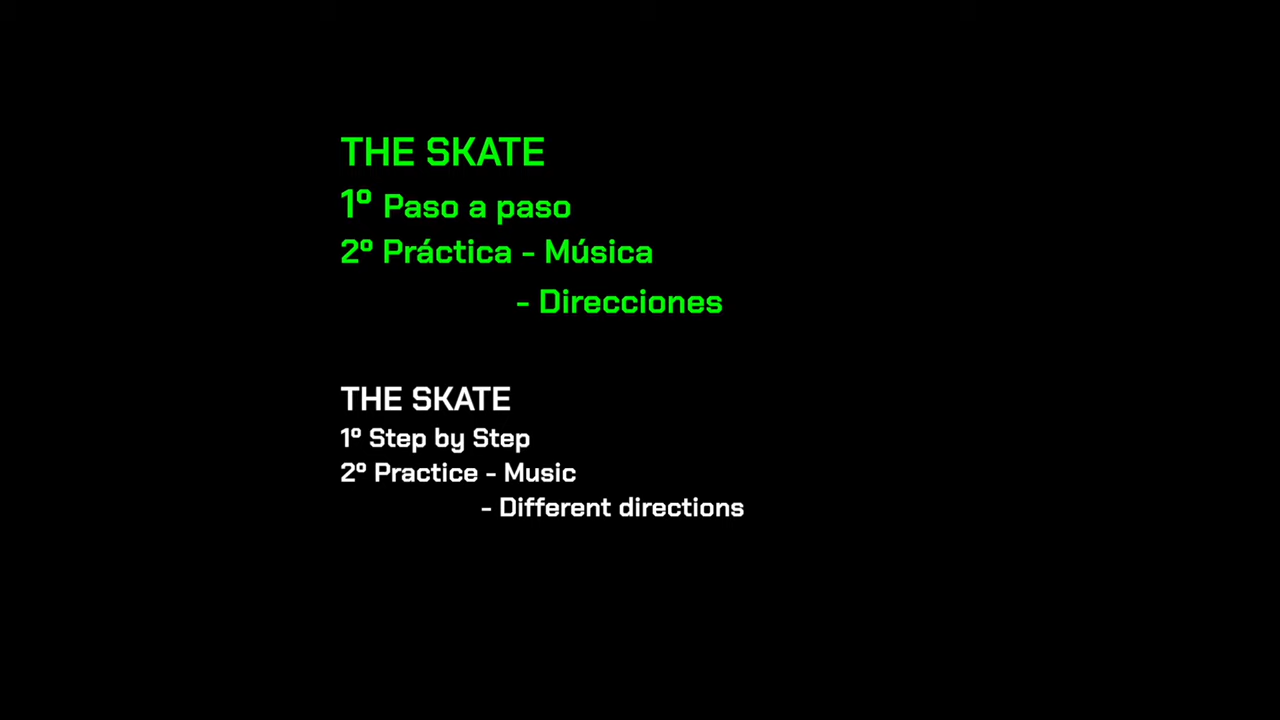 THE SKATE
1º Paso a paso
2º Práctica - Música
- Direcciones
THE SKATE
1º Step by Step
2º Practice - Music
- Different directions